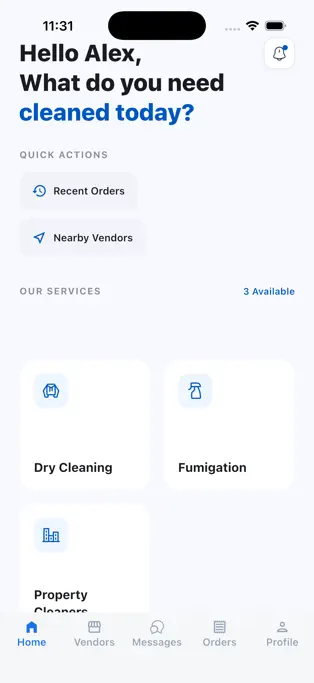 11:31
Hello Alex,
What do you need
cleaned today?
QUICK ACTIONS
Recent Orders
Nearby Vendors
OUR SERVICES
3 Available
Dry Cleaning
Fumigation
Property
Cleaners
Home
Vendors
Messages
Orders
Profile